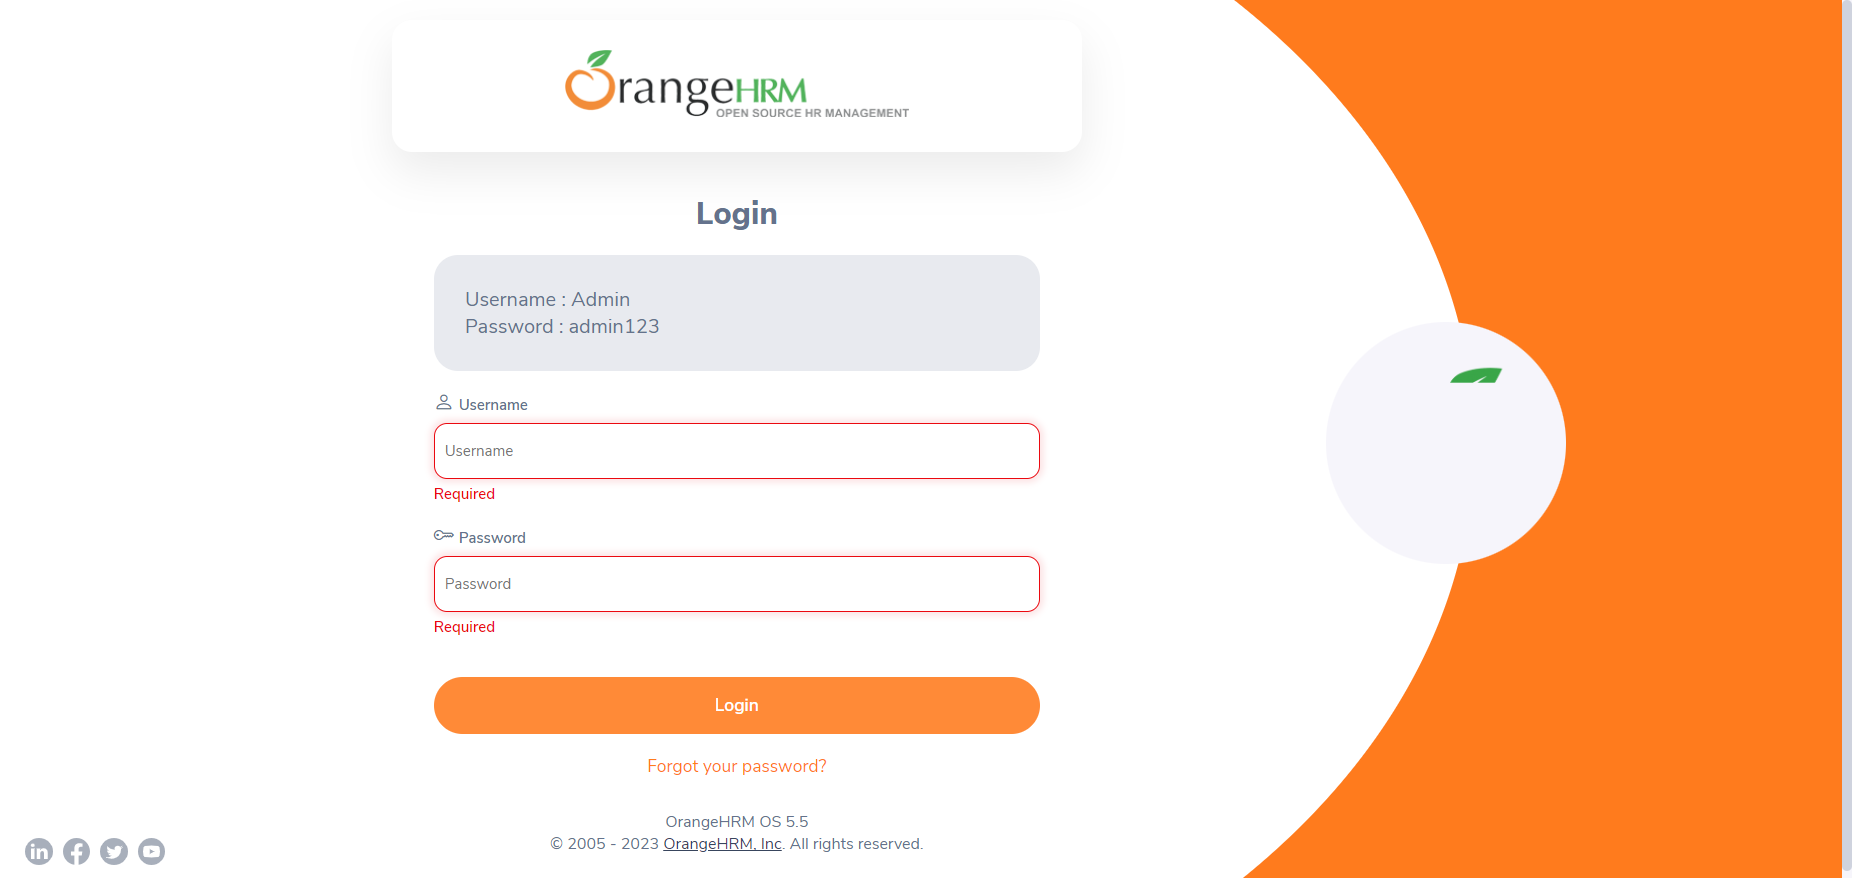 OrangeHRM
OPEN SOURCE HR MANAGEMENT
Login
Username : Admin
Password : admin123
Username
Username
Required
Password
Password
Required
Login
Forgot your password?
OrangeHRM OS 5.5
© 2005 - 2023 OrangeHRM, Inc. All rights reserved.